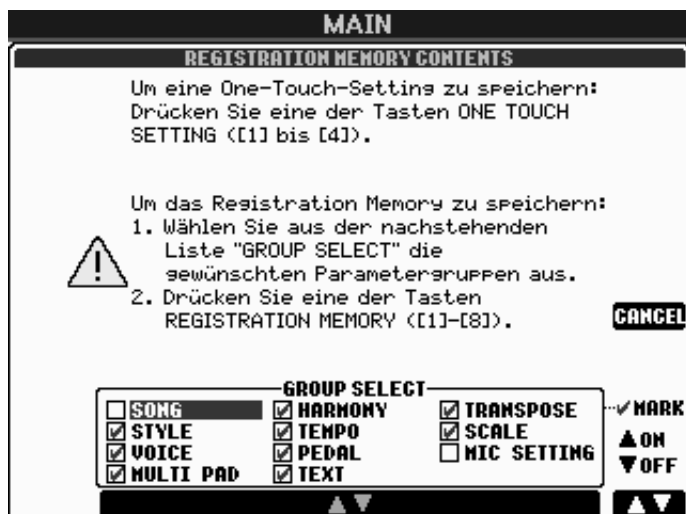 MAIN
REGISTRATION MEMORY CONTENTS
Um eine One-Touch-Setting zu speichern:
Drücken Sie eine der Tasten ONE TOUCH
SETTING ([1] bis [4]).
Um das Registration Memory zu speichern:
1. Wählen Sie aus der nachstehenden
Liste "GROUP SELECT" die
gewünschten Parametergruppen aus.
2. Drücken Sie eine der Tasten
REGISTRATION MEMORY ([1]-[8]).
CANCEL
GROUP SELECT
SONG HARMONY TRANSPOSE
STYLE TEMPO SCALE
VOICE PEDAL MIC SETTING
MULTI PAD TEXT
MARK
ON
OFF